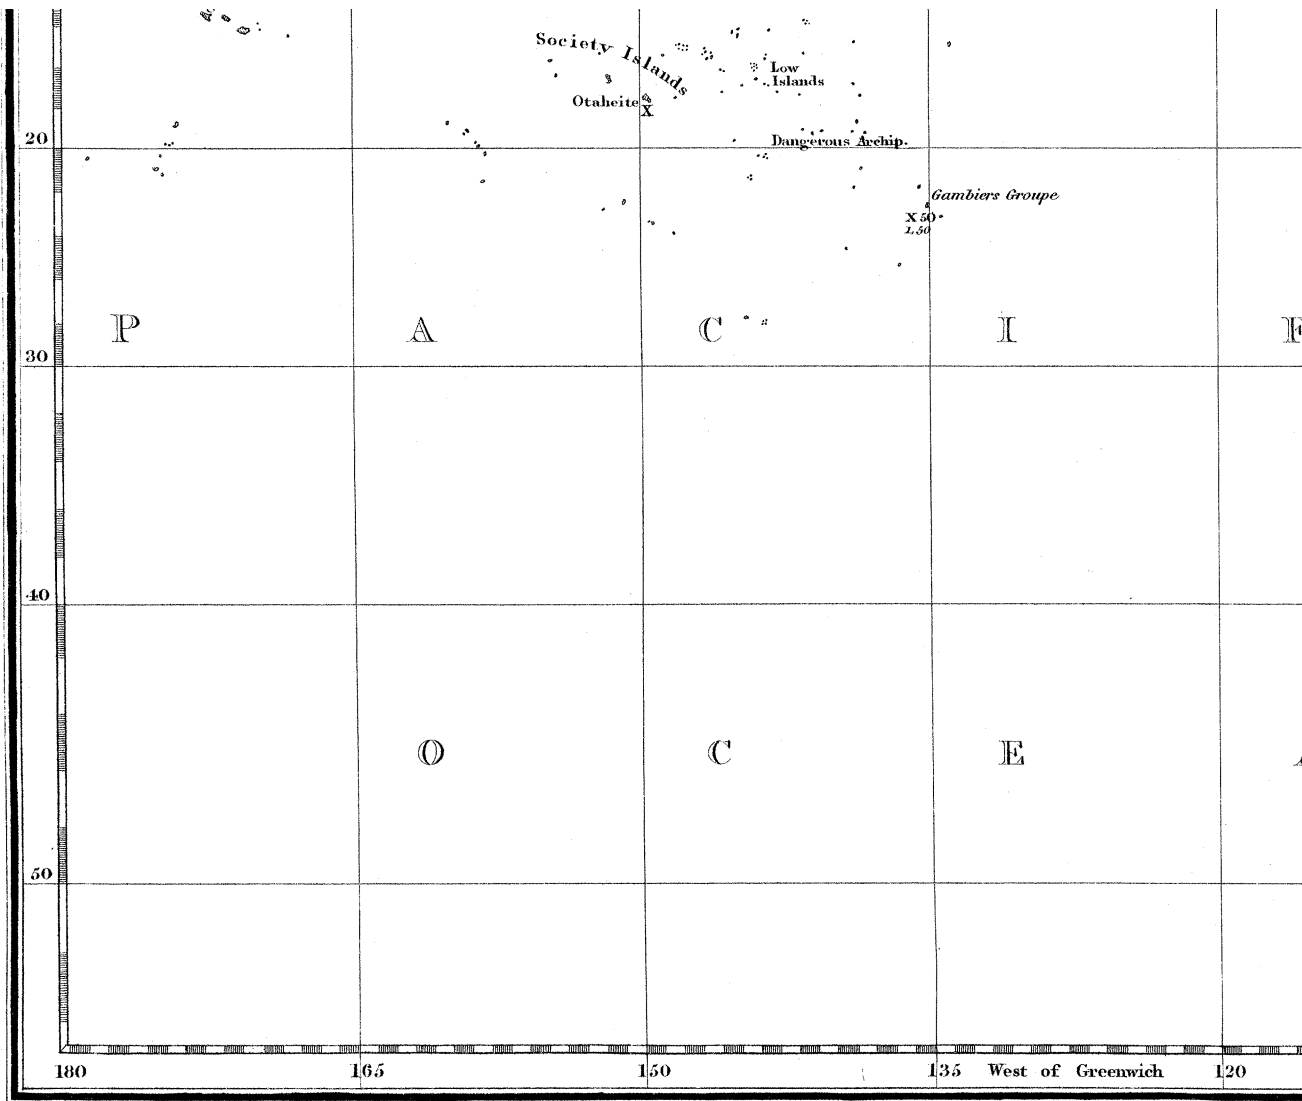 Society Islands
Low
Islands
Otaheite
X
20
Dangerous Archip.
Gambiers Groupe
X 50
1,50
P A C I F
30
40
O C E A
50
180 165 150 135 West of Greenwich 120